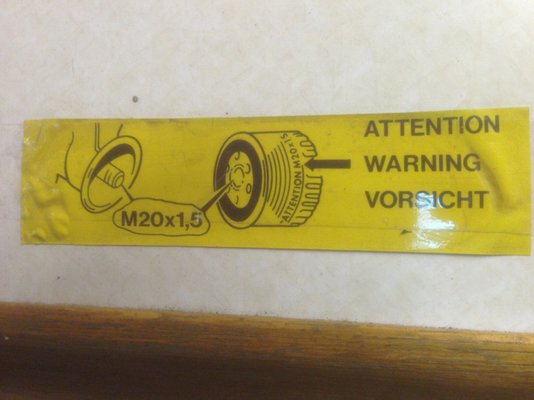 ATTENTION
WARNING
VORSICHT
M20x1,5
ATTENTION M20x1.5